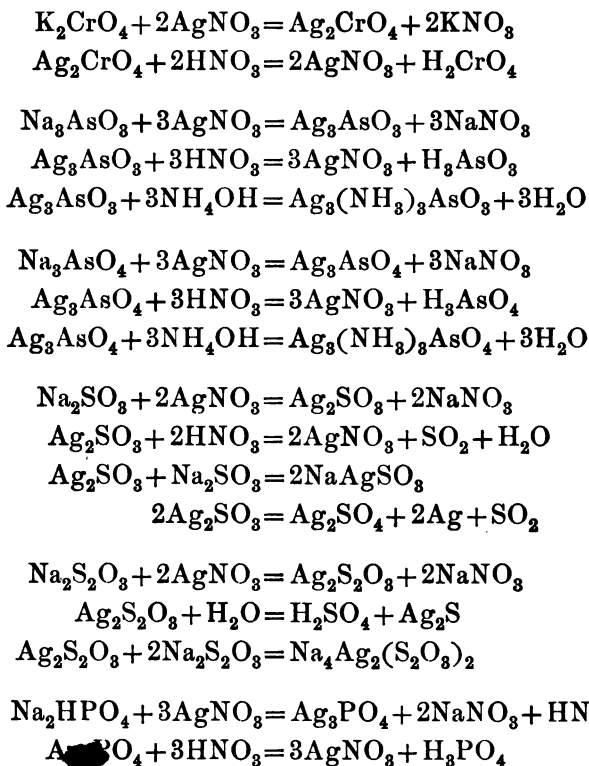 K₂CrO₄+2AgNO₃=Ag₂CrO₄+2KNO₃
Ag₂CrO₄+2HNO₃=2AgNO₃+H₂CrO₄
Na₃AsO₃+3AgNO₃=Ag₃AsO₃+3NaNO₃
Ag₃AsO₃+3HNO₃=3AgNO₃+H₃AsO₃
Ag₃AsO₃+3NH₄OH=Ag₃(NH₃)₃AsO₃+3H₂O
Na₃AsO₄+3AgNO₃=Ag₃AsO₄+3NaNO₃
Ag₃AsO₄+3HNO₃=3AgNO₃+H₃AsO₄
Ag₃AsO₄+3NH₄OH=Ag₃(NH₃)₃AsO₄+3H₂O
Na₂SO₃+2AgNO₃=Ag₂SO₃+2NaNO₃
Ag₂SO₃+2HNO₃=2AgNO₃+SO₂+H₂O
Ag₂SO₃+Na₂SO₃=2NaAgSO₃
2Ag₂SO₃=Ag₂SO₄+2Ag+SO₂
Na₂S₂O₃+2AgNO₃=Ag₂S₂O₃+2NaNO₃
Ag₂S₂O₃+H₂O=H₂SO₄+Ag₂S
Ag₂S₂O₃+2Na₂S₂O₃=Na₄Ag₂(S₂O₃)₂
Na₂HPO₄+3AgNO₃=Ag₃PO₄+2NaNO₃+HN
+3HNO₃=3AgNO₃+H₃PO₄